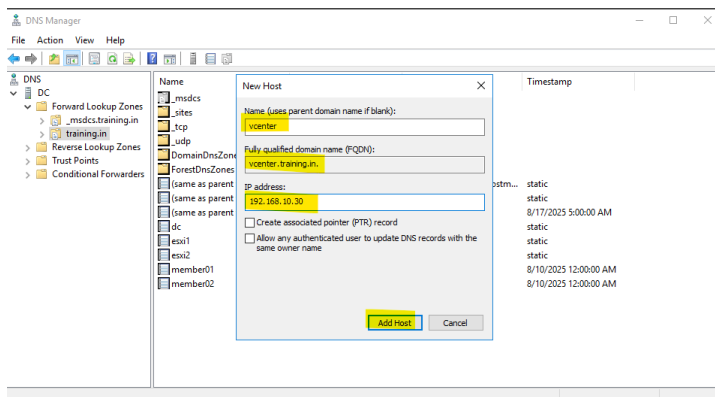 DNS Manager
File Action View Help
DNS
DC
Forward Lookup Zones
_msdcs.training.in
training.in
Reverse Lookup Zones
Trust Points
Conditional Forwarders
Name
Timestamp
_msdcs
_sites
_tcp
_udp
DomainDnsZone
ForestDnsZones
(same as parent
ostm... static
(same as parent
static
(same as parent
8/17/2025 5:00:00 AM
dc
static
esxi1
static
esxi2
static
member01
8/10/2025 12:00:00 AM
member02
8/10/2025 12:00:00 AM
New Host
Name (uses parent domain name if blank):
vcenter
Fully qualified domain name (FQDN):
vcenter.training.in.
IP address:
192.168.10.30
Create associated pointer (PTR) record
Allow any authenticated user to update DNS records with the
same owner name
Add Host Cancel